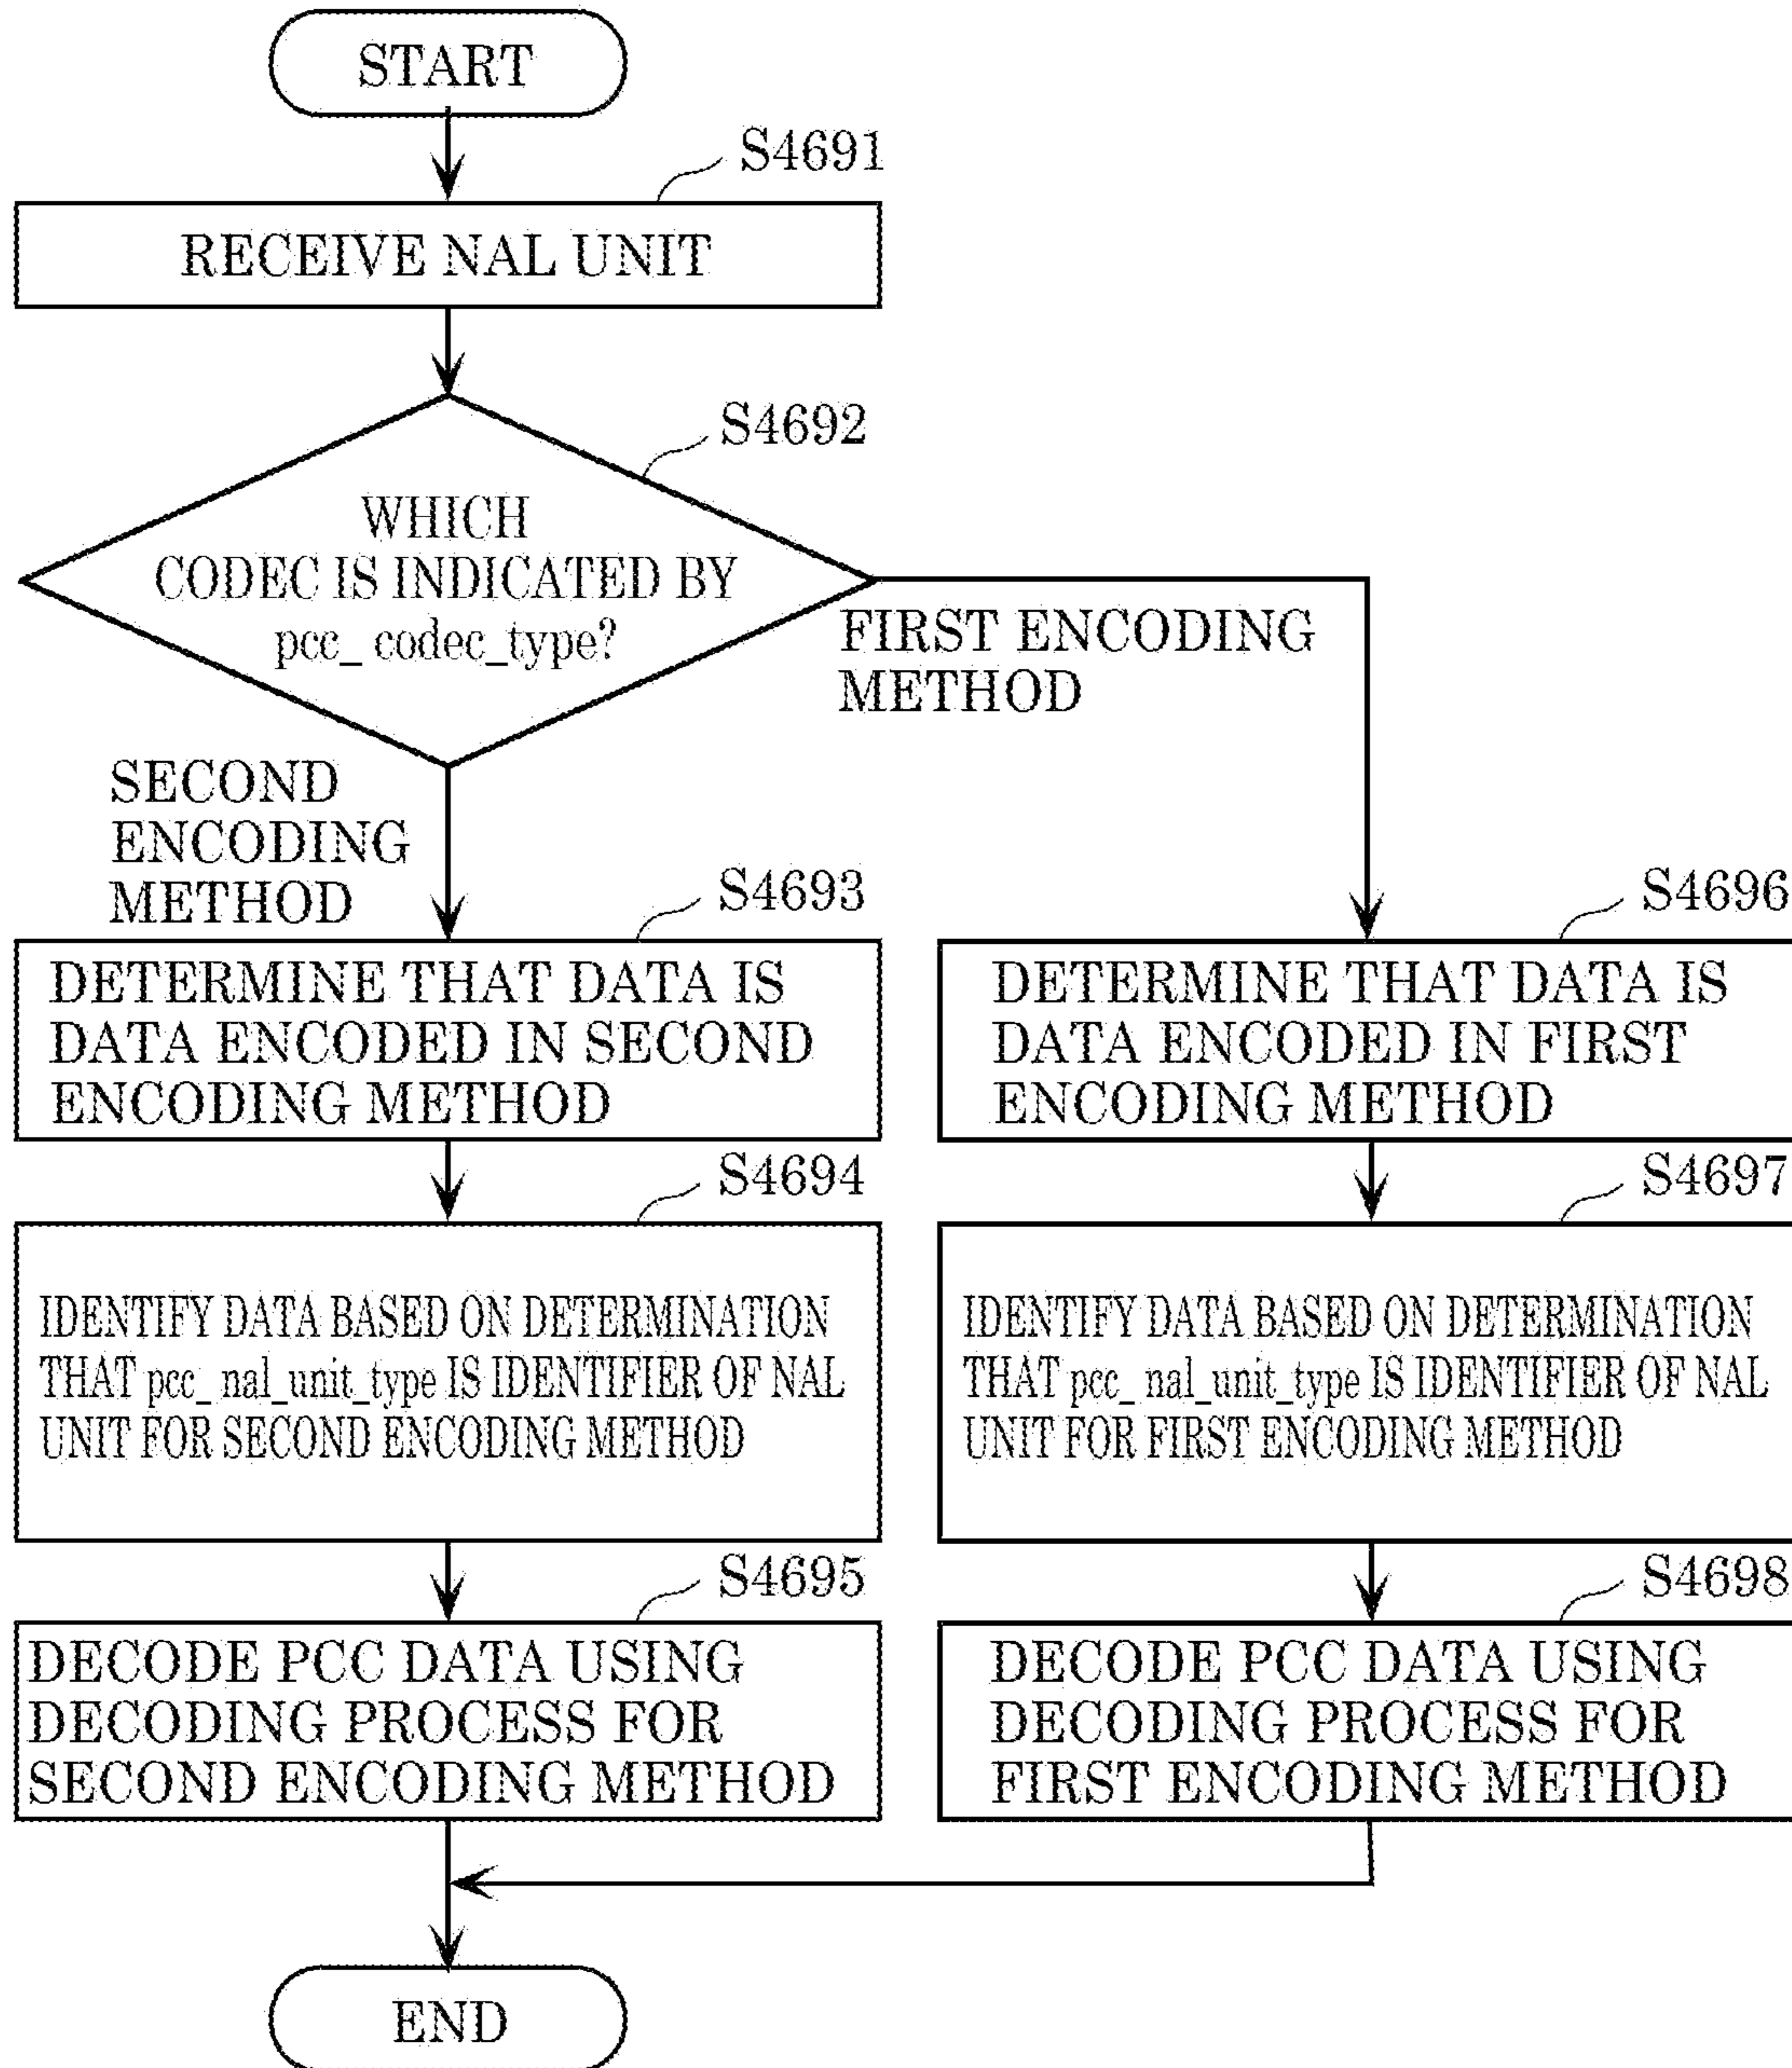 START
S4691
RECEIVE NAL UNIT
S4692
WHICH
CODEC IS INDICATED BY
pcc_ codec_type?
FIRST ENCODING
METHOD
SECOND
ENCODING
METHOD
S4693
DETERMINE THAT DATA IS
DATA ENCODED IN SECOND
ENCODING METHOD
S4696
DETERMINE THAT DATA IS
DATA ENCODED IN FIRST
ENCODING METHOD
S4694
IDENTIFY DATA BASED ON DETERMINATION
THAT pcc_ nal_unit_type IS IDENTIFIER OF NAL
UNIT FOR SECOND ENCODING METHOD
S4697
IDENTIFY DATA BASED ON DETERMINATION
THAT pcc_ nal_unit_type IS IDENTIFIER OF NAL
UNIT FOR FIRST ENCODING METHOD
S4695
DECODE PCC DATA USING
DECODING PROCESS FOR
SECOND ENCODING METHOD
S4698
DECODE PCC DATA USING
DECODING PROCESS FOR
FIRST ENCODING METHOD
END